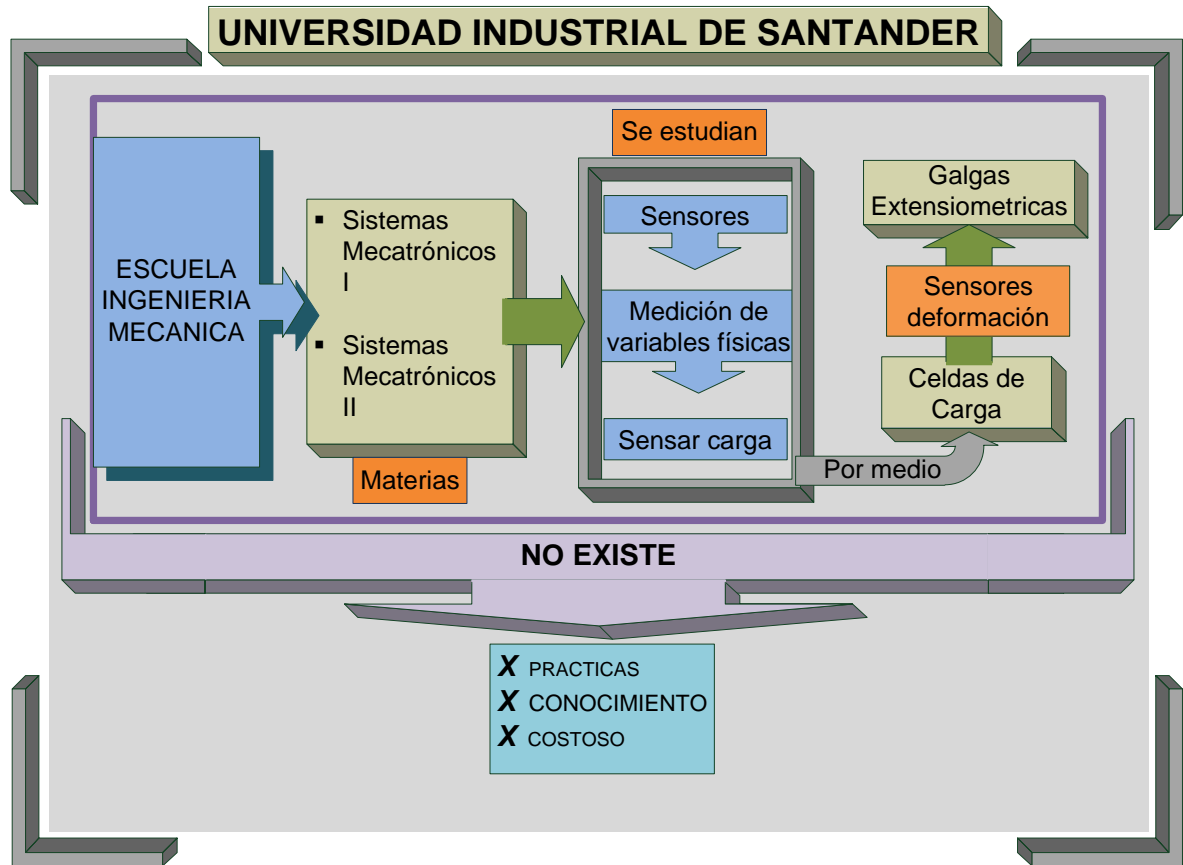 UNIVERSIDAD INDUSTRIAL DE SANTANDER
ESCUELA
INGENIERIA
MECANICA
▪ Sistemas
Mecatrónicos
I
▪ Sistemas
Mecatrónicos
II
Materias
Se estudian
Sensores
Medición de
variables físicas
Sensar carga
Por medio
Galgas
Extensiometricas
Sensores
deformación
Celdas de
Carga
NO EXISTE
X PRACTICAS
X CONOCIMIENTO
X COSTOSO